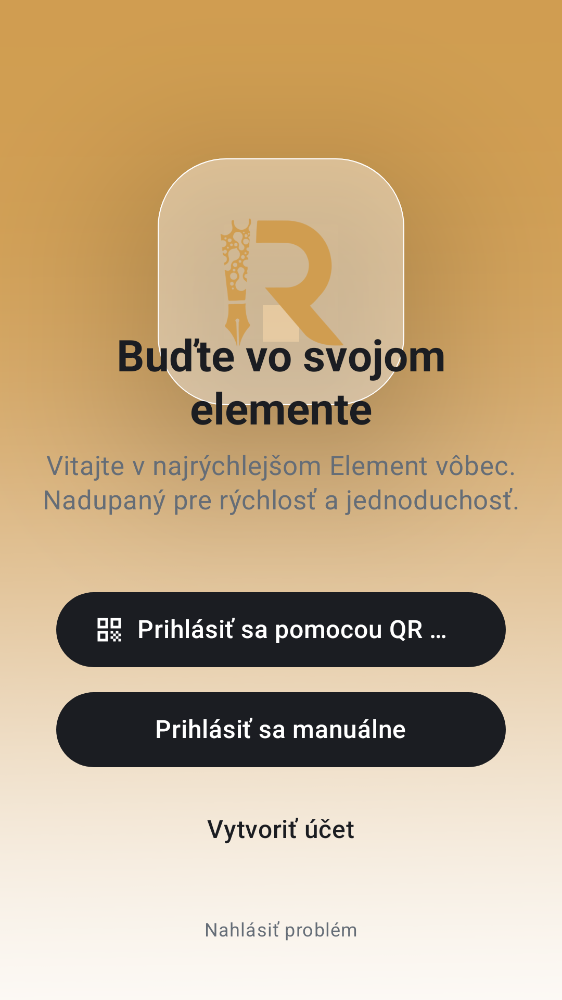 R
Buďte vo svojom
elemente
Vitajte v najrýchlejšom Element vôbec.
Nadupaný pre rýchlosť a jednoduchosť.
Prihlásiť sa pomocou QR ...
Prihlásiť sa manuálne
Vytvoriť účet
Nahlásiť problém